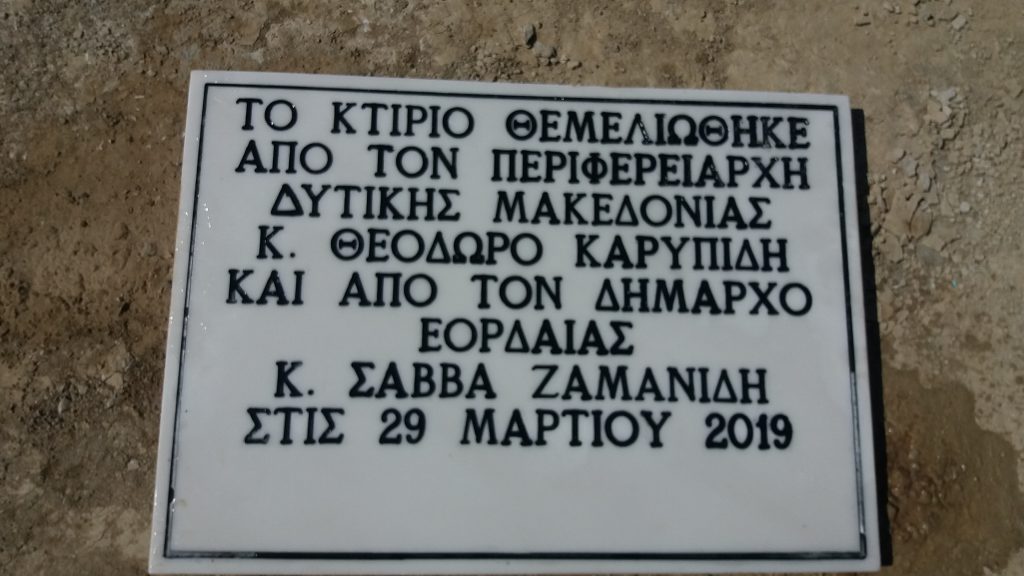 ΤΟ ΚΤΙΡΙΟ ΘΕΜΕΛΙΩΘΗΚΕ
ΑΠΟ ΤΟΝ ΠΕΡΙΦΕΡΕΙΑΡΧΗ
ΔΥΤΙΚΗΣ ΜΑΚΕΔΟΝΙΑΣ
Κ. ΘΕΟΔΩΡΟ ΚΑΡΥΠΙΔΗ
ΚΑΙ ΑΠΟ ΤΟΝ ΔΗΜΑΡΧΟ
ΕΟΡΔΑΙΑΣ
Κ. ΣΑΒΒΑ ΖΑΜΑΝΙΔΗ
ΣΤΙΣ 29 ΜΑΡΤΙΟΥ 2019